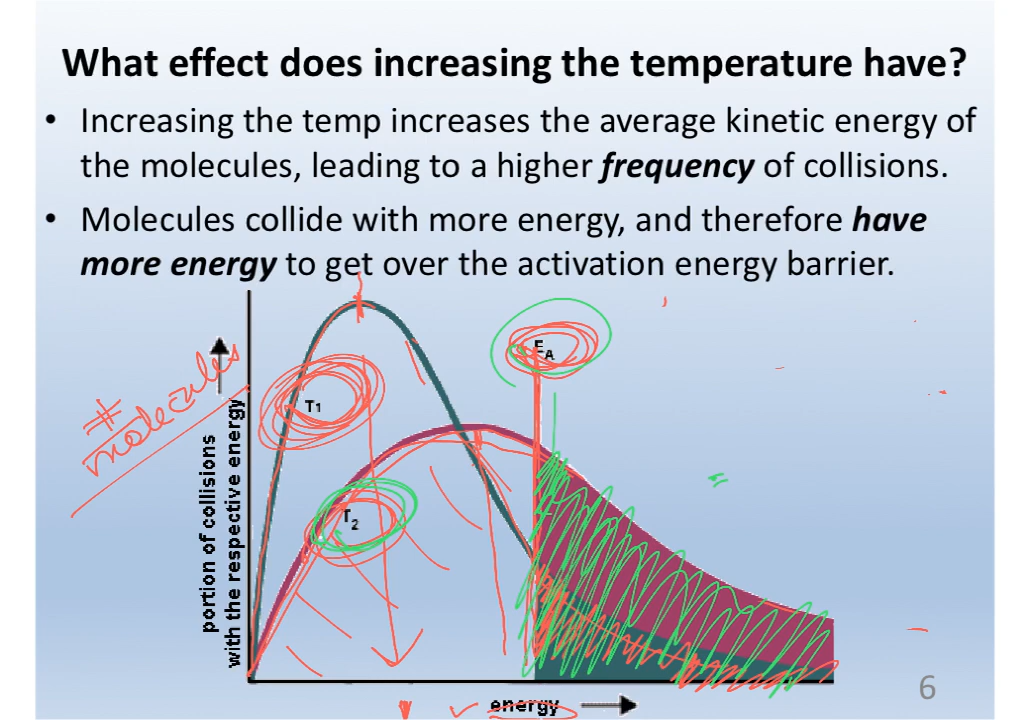 What effect does increasing the temperature have?
• Increasing the temp increases the average kinetic energy of
the molecules, leading to a higher frequency of collisions.
• Molecules collide with more energy, and therefore have
more energy to get over the activation energy barrier.
EA
T1
T2
# molecules
portion of collisions
with the respective energy
energy
6